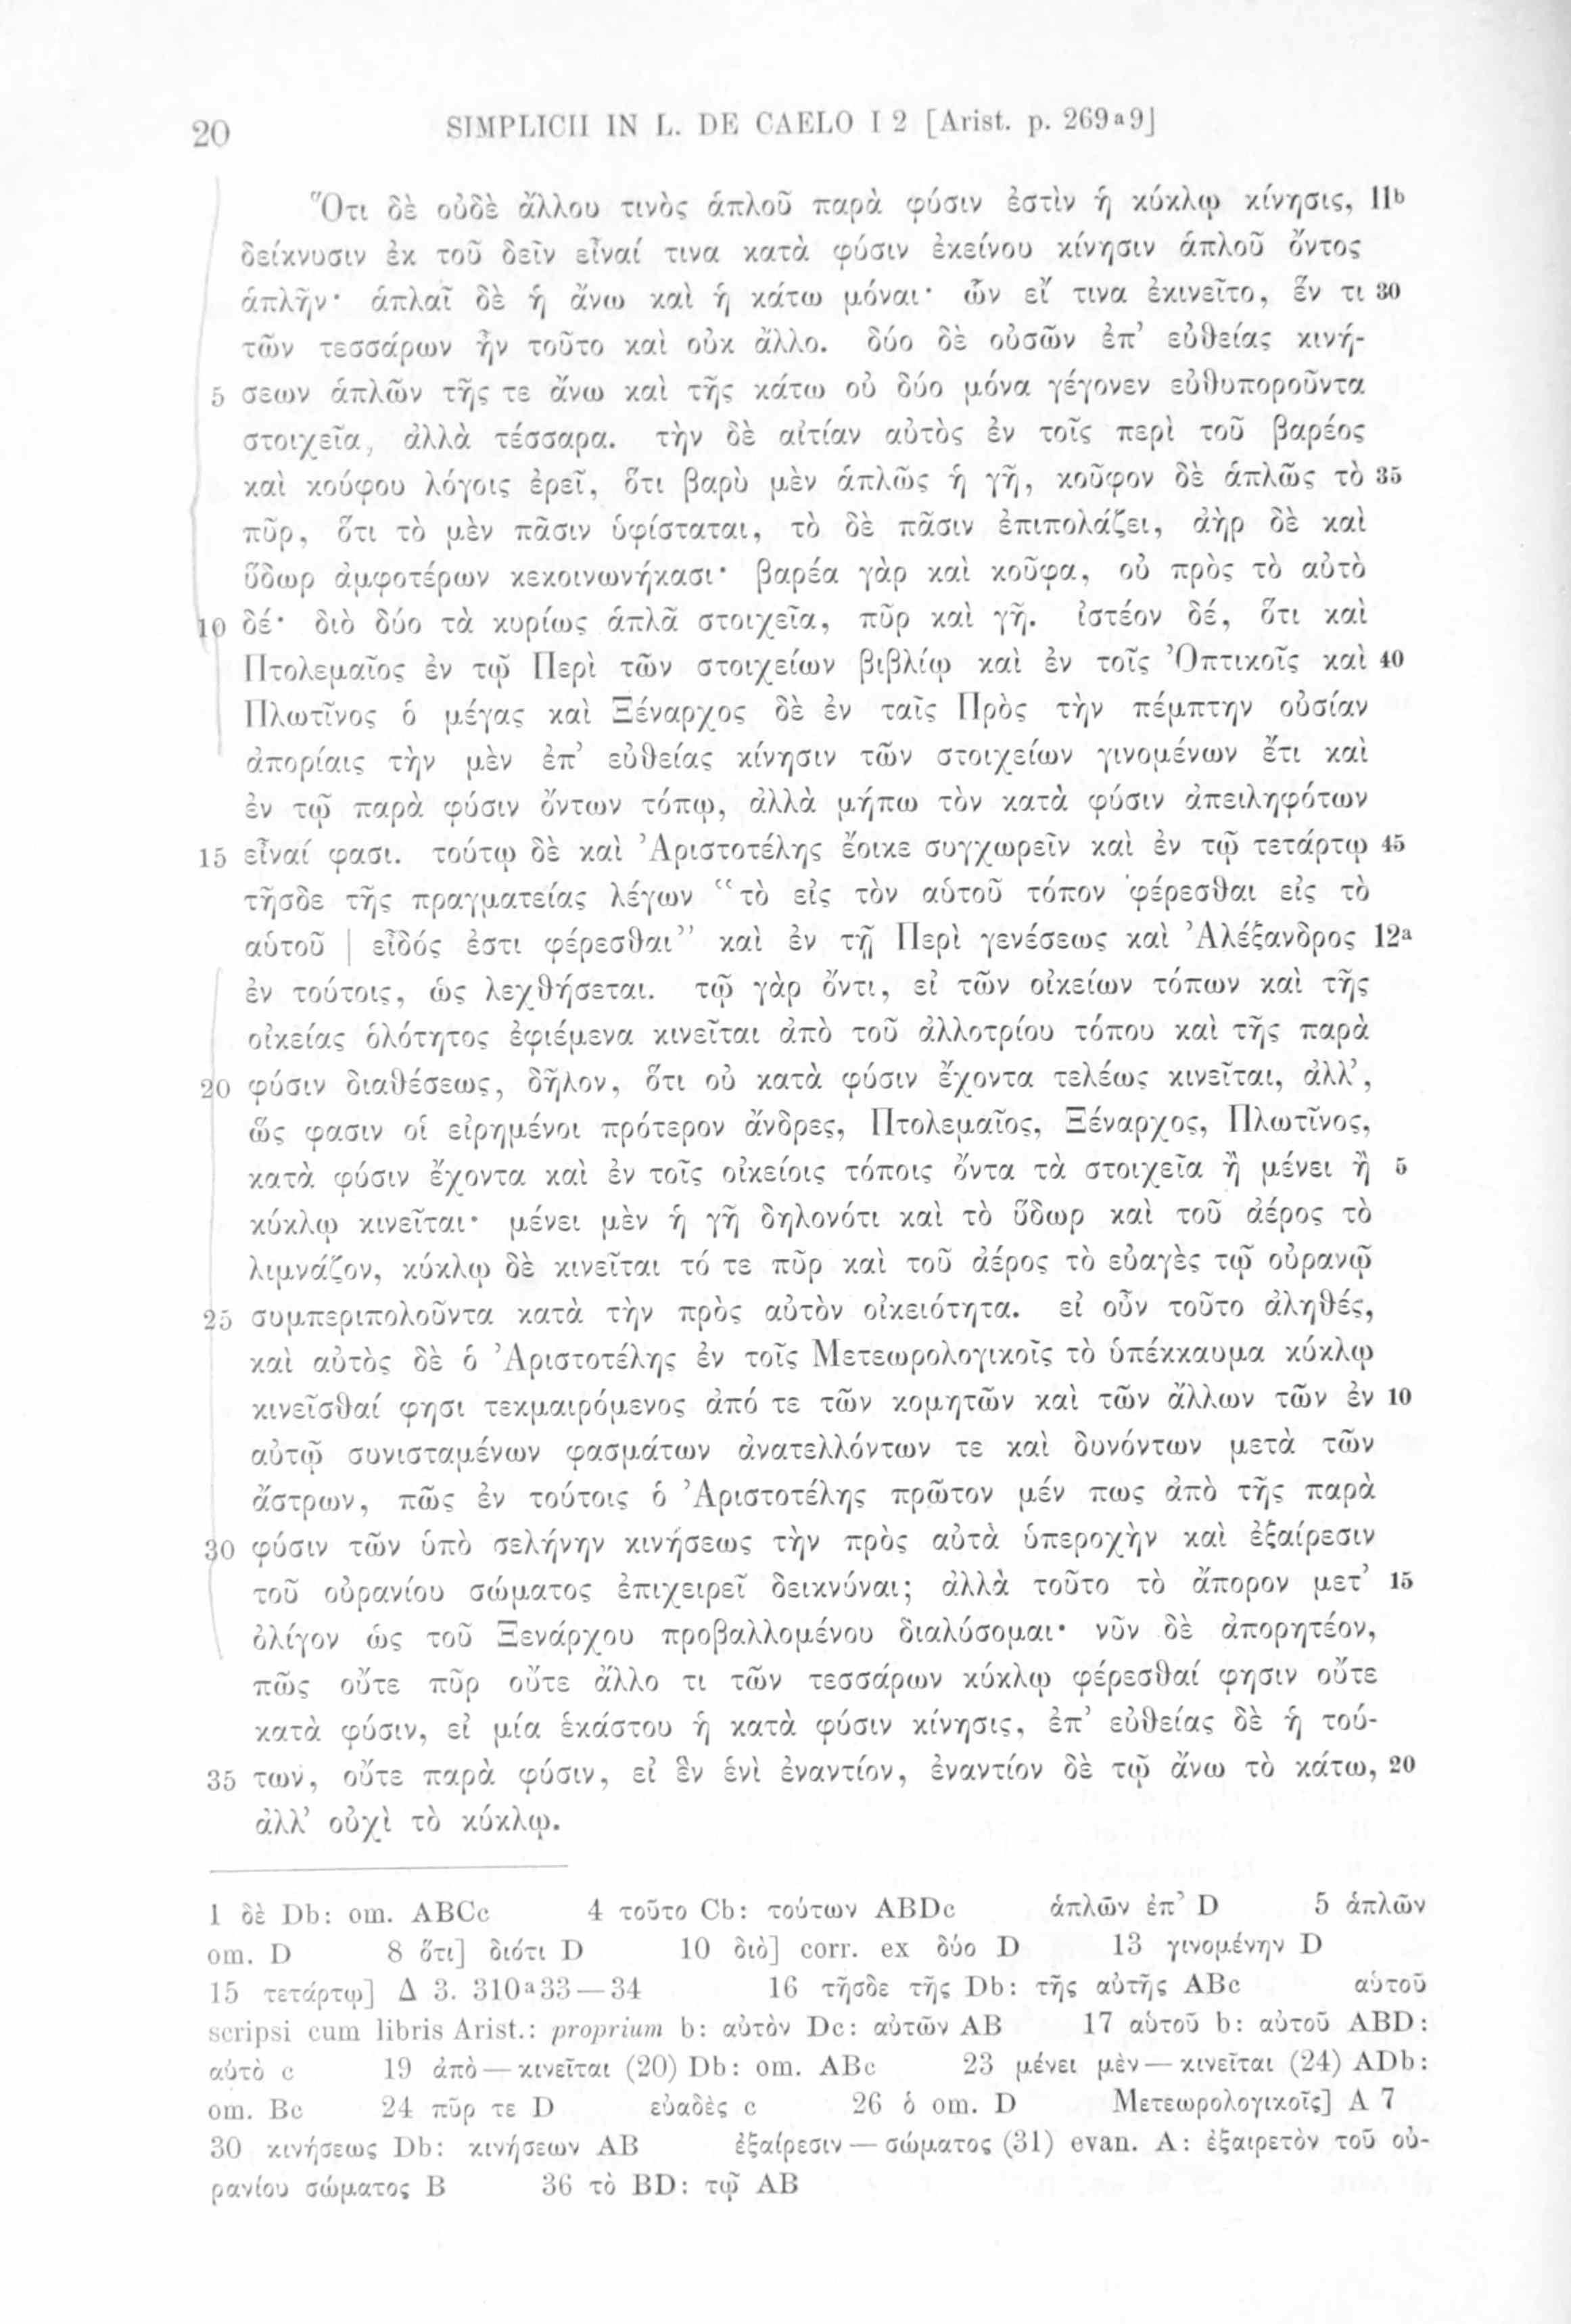 20 SIMPLICII IN L. DE CAELO I 2 [Arist. p. 269ᵃ9]
Ὅτι δὲ οὐδὲ ἄλλου τινὸς ἁπλοῦ παρὰ φύσιν ἐστὶν ἡ κύκλῳ κίνησις, 11ᵇ
δείκνυσιν ἐκ τοῦ δεῖν εἶναί τινα κατὰ φύσιν ἐκείνου κίνησιν ἁπλοῦ ὄντος
ἁπλῆν· ἁπλαῖ δὲ ἡ ἄνω καὶ ἡ κάτω μόναι· ὧν εἴ τινα ἐκινεῖτο, ἕν τι 30
τῶν τεσσάρων ἦν τοῦτο καὶ οὐκ ἄλλο. δύο δὲ οὐσῶν ἐπ’ εὐθείας κινή-
5 σεων ἁπλῶν τῆς τε ἄνω καὶ τῆς κάτω οὐ δύο μόνα γέγονεν εὐθυποροῦντα
στοιχεῖα, ἀλλὰ τέσσαρα. τὴν δὲ αἰτίαν αὐτὸς ἐν τοῖς περὶ τοῦ βαρέος
καὶ κούφου λόγοις ἐρεῖ, ὅτι βαρὺ μὲν ἁπλῶς ἡ γῆ, κοῦφον δὲ ἁπλῶς τὸ 35
πῦρ, ὅτι τὸ μὲν πᾶσιν ὑφίσταται, τὸ δὲ πᾶσιν ἐπιπολάζει, ἀὴρ δὲ καὶ
ὕδωρ ἀμφοτέρων κεκοινωνήκασι· βαρέα γὰρ καὶ κοῦφα, οὐ πρὸς τὸ αὐτὸ
10 δέ· διὸ δύο τὰ κυρίως ἁπλᾶ στοιχεῖα, πῦρ καὶ γῆ. ἰστέον δέ, ὅτι καὶ
Πτολεμαῖος ἐν τῷ Περὶ τῶν στοιχείων βιβλίῳ καὶ ἐν τοῖς Ὀπτικοῖς καὶ 40
Πλωτῖνος ὁ μέγας καὶ Ξέναρχος δὲ ἐν ταῖς Πρὸς τὴν πέμπτην οὐσίαν
ἀπορίαις τὴν μὲν ἐπ’ εὐθείας κίνησιν τῶν στοιχείων γινομένων ἔτι καὶ
ἐν τῷ παρὰ φύσιν ὄντων τόπῳ, ἀλλὰ μήπω τὸν κατὰ φύσιν ἀπειληφότων
15 εἶναί φασι. τούτῳ δὲ καὶ Ἀριστοτέλης ἔοικε συγχωρεῖν καὶ ἐν τῷ τετάρτῳ 45
τῆσδε τῆς πραγματείας λέγων “τὸ εἰς τὸν αὑτοῦ τόπον φέρεσθαι εἰς τὸ
αὑτοῦ | εἶδός ἐστι φέρεσθαι” καὶ ἐν τῇ Περὶ γενέσεως καὶ Ἀλέξανδρος 12ᵃ
ἐν τούτοις, ὡς λεχθήσεται. τῷ γὰρ ὄντι, εἰ τῶν οἰκείων τόπων καὶ τῆς
οἰκείας ὁλότητος ἐφιέμενα κινεῖται ἀπὸ τοῦ ἀλλοτρίου τόπου καὶ τῆς παρὰ
20 φύσιν διαθέσεως, δῆλον, ὅτι οὐ κατὰ φύσιν ἔχοντα τελέως κινεῖται, ἀλλ’,
ὥς φασιν οἱ εἰρημένοι πρότερον ἄνδρες, Πτολεμαῖος, Ξέναρχος, Πλωτῖνος,
κατὰ φύσιν ἔχοντα καὶ ἐν τοῖς οἰκείοις τόποις ὄντα τὰ στοιχεῖα ἢ μένει ἢ 5
κύκλῳ κινεῖται· μένει μὲν ἡ γῆ δηλονότι καὶ τὸ ὕδωρ καὶ τοῦ ἀέρος τὸ
λιμνάζον, κύκλῳ δὲ κινεῖται τό τε πῦρ καὶ τοῦ ἀέρος τὸ εὐαγὲς τῷ οὐρανῷ
25 συμπεριπολοῦντα κατὰ τὴν πρὸς αὐτὸν οἰκειότητα. εἰ οὖν τοῦτο ἀληθές,
καὶ αὐτὸς δὲ ὁ Ἀριστοτέλης ἐν τοῖς Μετεωρολογικοῖς τὸ ὑπέκκαυμα κύκλῳ
κινεῖσθαί φησι τεκμαιρόμενος ἀπό τε τῶν κομητῶν καὶ τῶν ἄλλων τῶν ἐν 10
αὐτῷ συνισταμένων φασμάτων ἀνατελλόντων τε καὶ δυνόντων μετὰ τῶν
ἄστρων, πῶς ἐν τούτοις ὁ Ἀριστοτέλης πρῶτον μέν πως ἀπὸ τῆς παρὰ
30 φύσιν τῶν ὑπὸ σελήνην κινήσεως τὴν πρὸς αὐτὰ ὑπεροχὴν καὶ ἐξαίρεσιν
τοῦ οὐρανίου σώματος ἐπιχειρεῖ δεικνύναι; ἀλλὰ τοῦτο τὸ ἄπορον μετ’ 15
ὀλίγον ὡς τοῦ Ξενάρχου προβαλλομένου διαλύσομαι· νῦν δὲ ἀπορητέον,
πῶς οὔτε πῦρ οὔτε ἄλλο τι τῶν τεσσάρων κύκλῳ φέρεσθαί φησιν οὔτε
κατὰ φύσιν, εἰ μία ἑκάστου ἡ κατὰ φύσιν κίνησις, ἐπ’ εὐθείας δὲ ἡ τού-
35 των, οὔτε παρὰ φύσιν, εἰ ἓν ἑνὶ ἐναντίον, ἐναντίον δὲ τῷ ἄνω τὸ κάτω, 20
ἀλλ’ οὐχὶ τὸ κύκλῳ.
1 δὲ Db: om. ABCc 4 τοῦτο Cb: τούτων ABDc ἁπλῶν ἐπ’ D 5 ἁπλῶν
om. D 8 ὅτι] διότι D 10 διὸ] corr. ex δύο D 13 γινομένην D
15 τετάρτῳ] Δ 3. 310ᵃ33—34 16 τῆσδε τῆς Db: τῆς αὐτῆς ABc αὑτοῦ
scripsi cum libris Arist.: proprium b: αὐτὸν Dc: αὐτῶν AB 17 αὑτοῦ b: αὐτοῦ ABD:
αὐτὸ c 19 ἀπὸ—κινεῖται (20) Db: om. ABc 23 μένει μὲν—κινεῖται (24) ADb:
om. Bc 24 πῦρ τε D εὐαδὲς c 26 ὁ om. D Μετεωρολογικοῖς] A 7
30 κινήσεως Db: κινήσεων AB ἐξαίρεσιν—σώματος (31) evan. A: ἐξαιρετὸν τοῦ οὐ-
ρανίου σώματος B 36 τὸ BD: τῷ AB